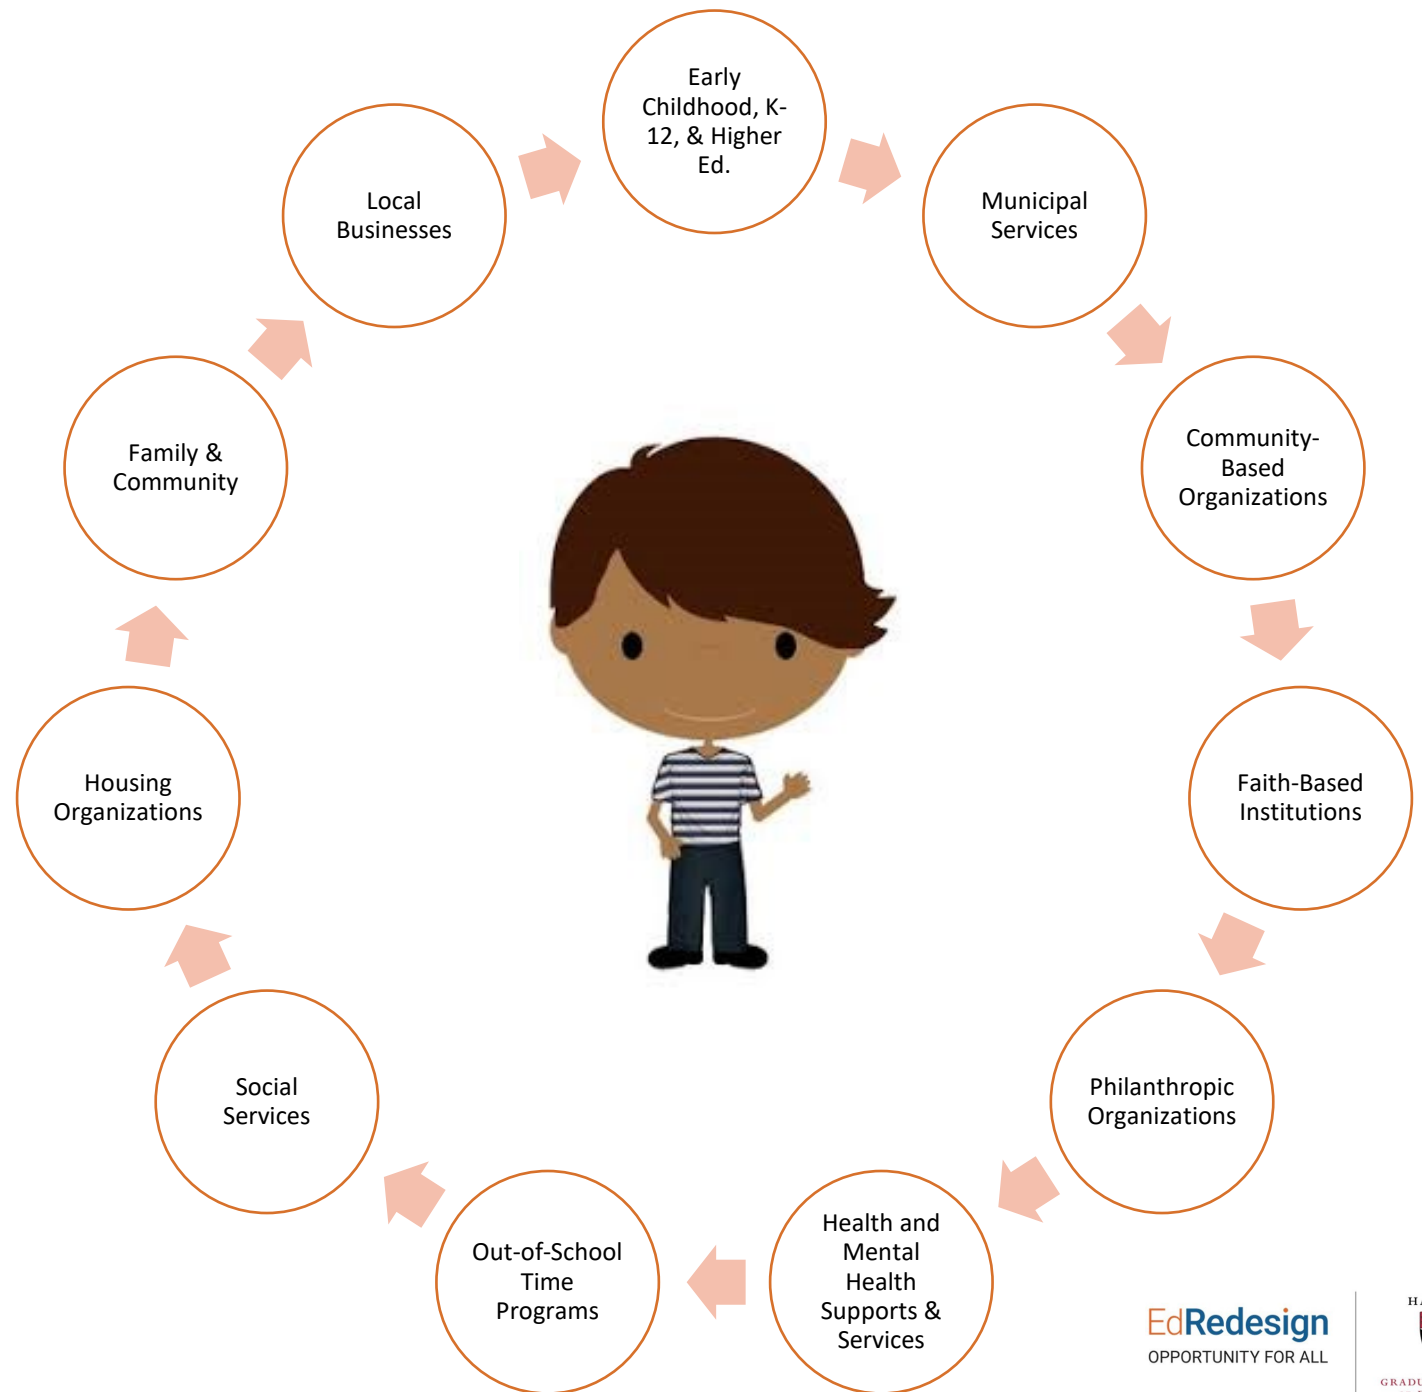 Early
Childhood, K-
12, & Higher
Ed.
Municipal
Services
Community-
Based
Organizations
Faith-Based
Institutions
Philanthropic
Organizations
Health and
Mental
Health
Supports &
Services
Out-of-School
Time
Programs
Social
Services
Housing
Organizations
Family &
Community
Local
Businesses
EdRedesign
OPPORTUNITY FOR ALL